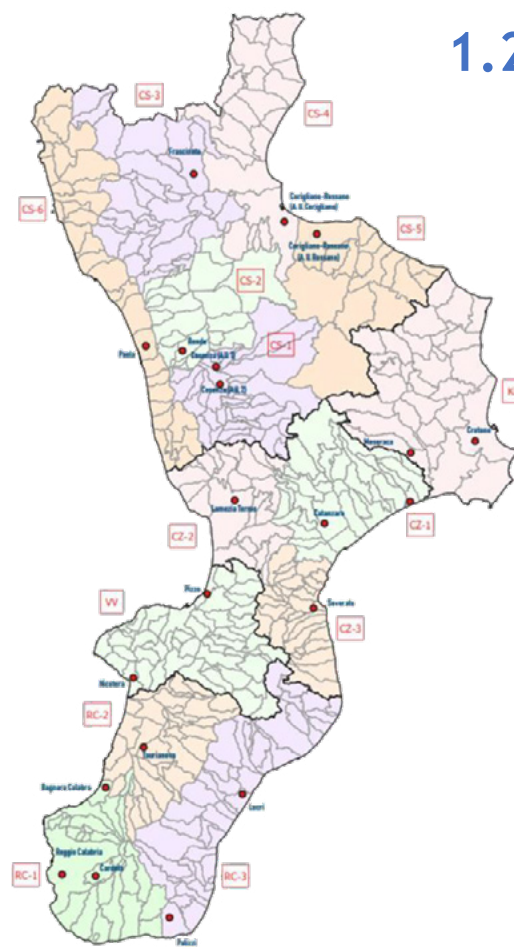 1.2
CS-3
CS-4
Corigliano-Rossano
(A.U. Corigliano)
CS-6
CS-5
Corigliano-Rossano
(A.U. Rossano)
CS-2
Rende
CS-1
Paola
Crotone
Mesoraca
Lamezia Terme
Catanzaro
CZ-1
CZ-2
Pizzo
VV
Soverato
CZ-3
Nicotera
RC-2
Taurianova
Bagnara Calabra
Locri
Reggio Calabria
RC-1
Cardeto
RC-3
Palizzi